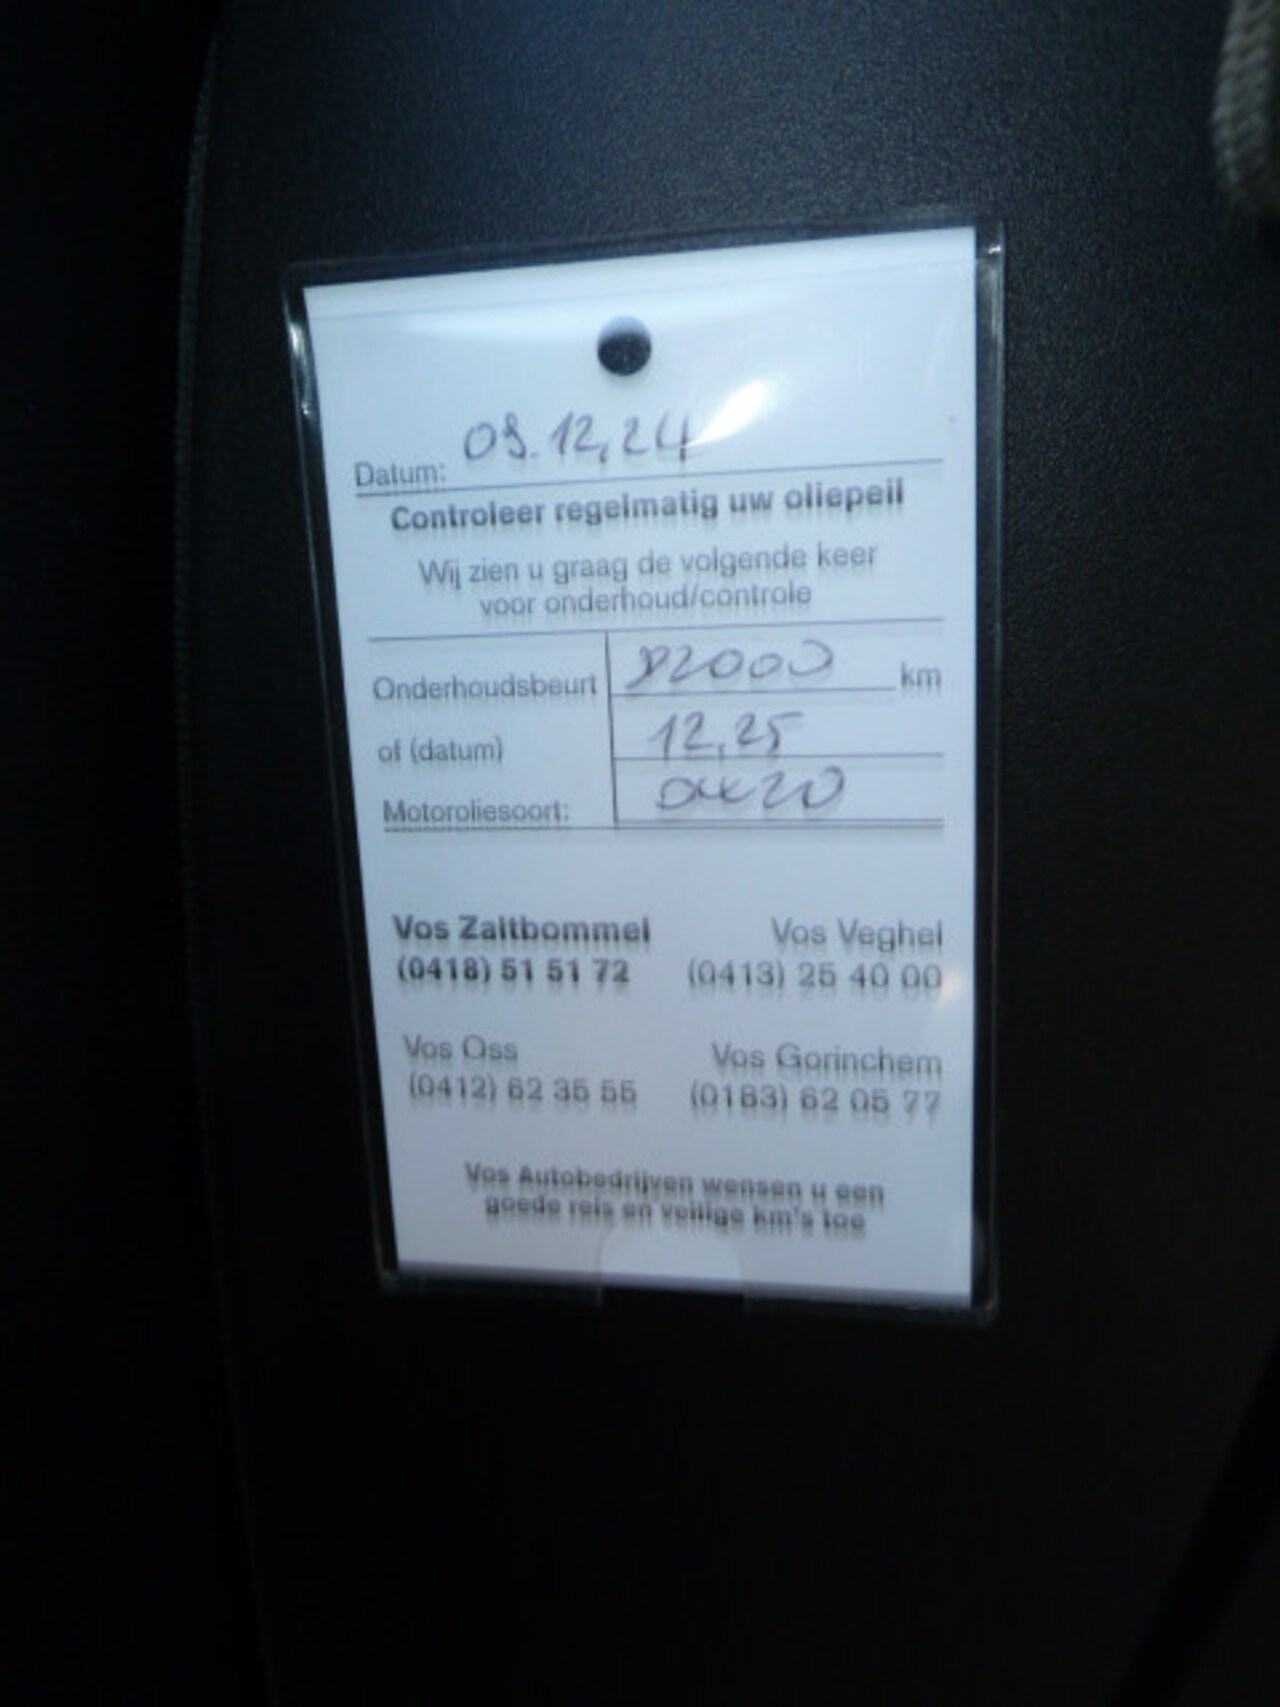 Datum: 09.12,24
Controleer regelmatig uw oliepeil
Wij zien u graag de volgende keer
voor onderhoud/controle
Onderhoudsbeurt km
of (datum) 12,25
Motoroliesoort:
Vos Zaltbommel Vos Veghel
(0418) 51 51 72 (0413) 25 40 00
Vos Oss Vos Gorinchem
(0412) 62 35 55 (0183) 62 05 77
Vos Autobedrijven wensen u een
goede reis en veilige km's toe